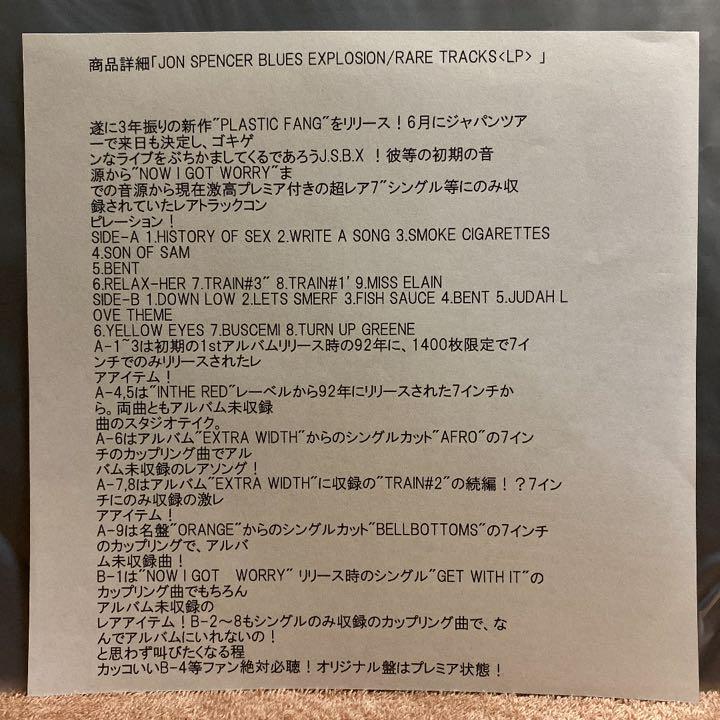 商品詳細「JON SPENCER BLUES EXPLOSION/RARE TRACKS<LP> 」
遂に3年振りの新作"PLASTIC FANG"をリリース！6月にジャパンツア
ーで来日も決定し、ゴキゲ
ンなライブをぶちかましてくるであろうJ.S.B.X ！彼等の初期の音
源から"NOW I GOT WORRY"ま
での音源から現在激高プレミア付きの超レア7"シングル等にのみ収
録されていたレアトラックコン
ピレーション！
SIDE-A 1.HISTORY OF SEX 2.WRITE A SONG 3.SMOKE CIGARETTES
4.SON OF SAM
5.BENT
6.RELAX-HER 7.TRAIN#3" 8.TRAIN#1' 9.MISS ELAIN
SIDE-B 1.DOWN LOW 2.LETS SMERF 3.FISH SAUCE 4.BENT 5.JUDAH L
OVE THEME
6.YELLOW EYES 7.BUSCEMI 8.TURN UP GREENE
A-1~3は初期の1stアルバムリリース時の92年に、1400枚限定で7イ
ンチでのみリリースされたレ
アアイテム！
A-4,5は"INTHE RED"レーベルから92年にリリースされた7インチか
ら。両曲ともアルバム未収録
曲のスタジオテイク。
A-6はアルバム"EXTRA WIDTH"からのシングルカット"AFRO"の7イン
チのカップリング曲でアル
バム未収録のレアソング！
A-7,8はアルバム"EXTRA WIDTH"に収録の"TRAIN#2"の続編！？7イン
チにのみ収録の激レ
アアイテム！
A-9は名盤"ORANGE"からのシングルカット"BELLBOTTOMS"の7インチ
のカップリングで、アルバ
ム未収録曲！
B-1は"NOW I GOT　WORRY" リリース時のシングル"GET WITH IT"の
カップリング曲でもちろん
アルバム未収録の
レアアイテム！B-2〜8もシングルのみ収録のカップリング曲で、な
んでアルバムにいれないの！
と思わず叫びたくなる程
カッコいいB-4等ファン絶対必聴！オリジナル盤はプレミア状態！